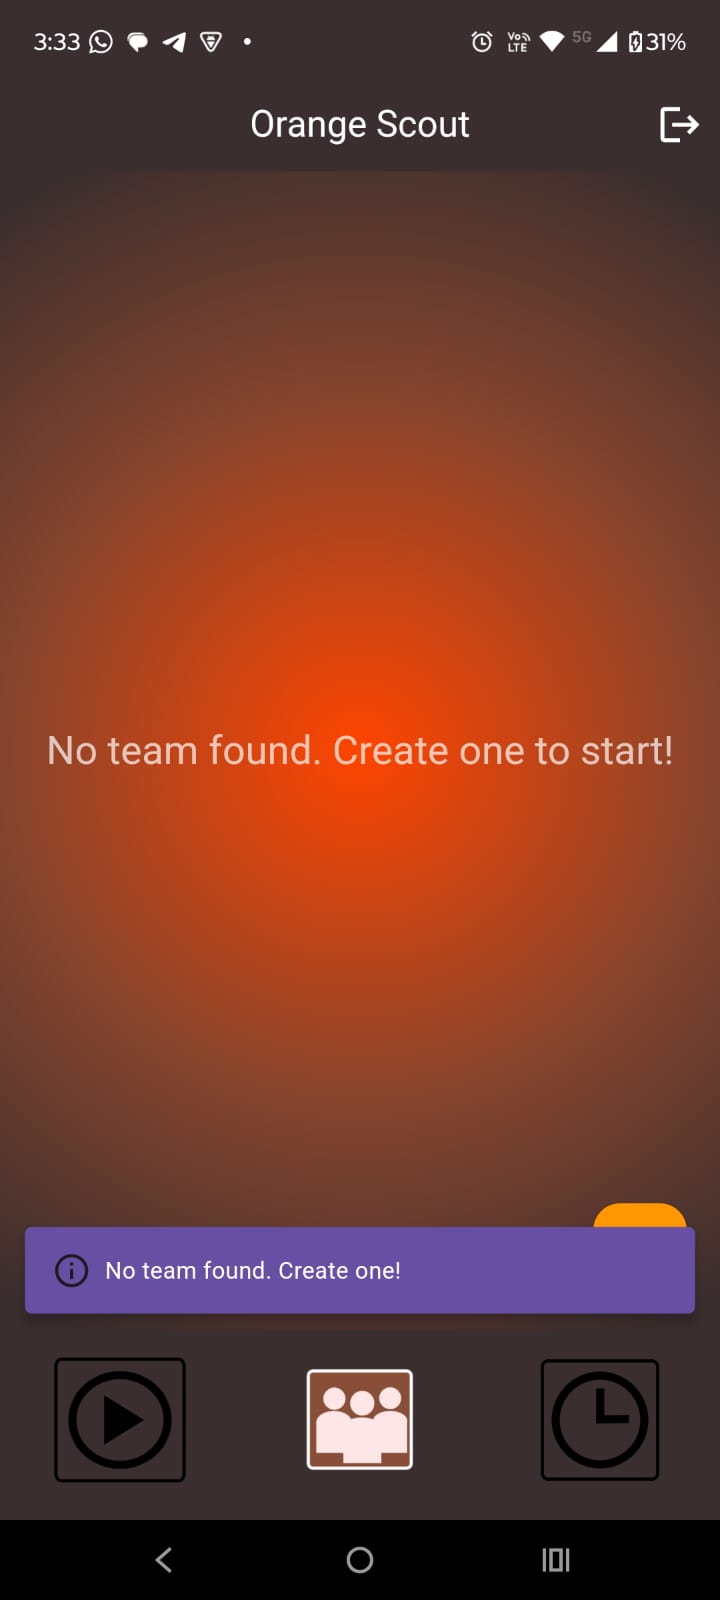 3:33
Vo LTE
5G
31%
Orange Scout
No team found. Create one to start!
No team found. Create one!